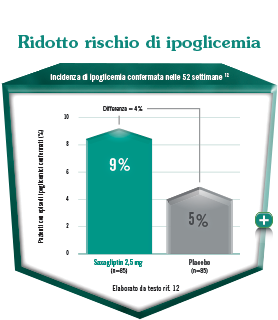 Ridotto rischio di ipoglicemia
Incidenza di ipoglicemia confermata nelle 52 settimane 12
Differenza = 4%
Pazienti con episodi ipoglicemici confermati (%)
10
8
6
4
2
0
9%
5%
Saxagliptin 2,5 mg
(n=85)
Placebo
(n=85)
Elaborato da testo rif. 12
+